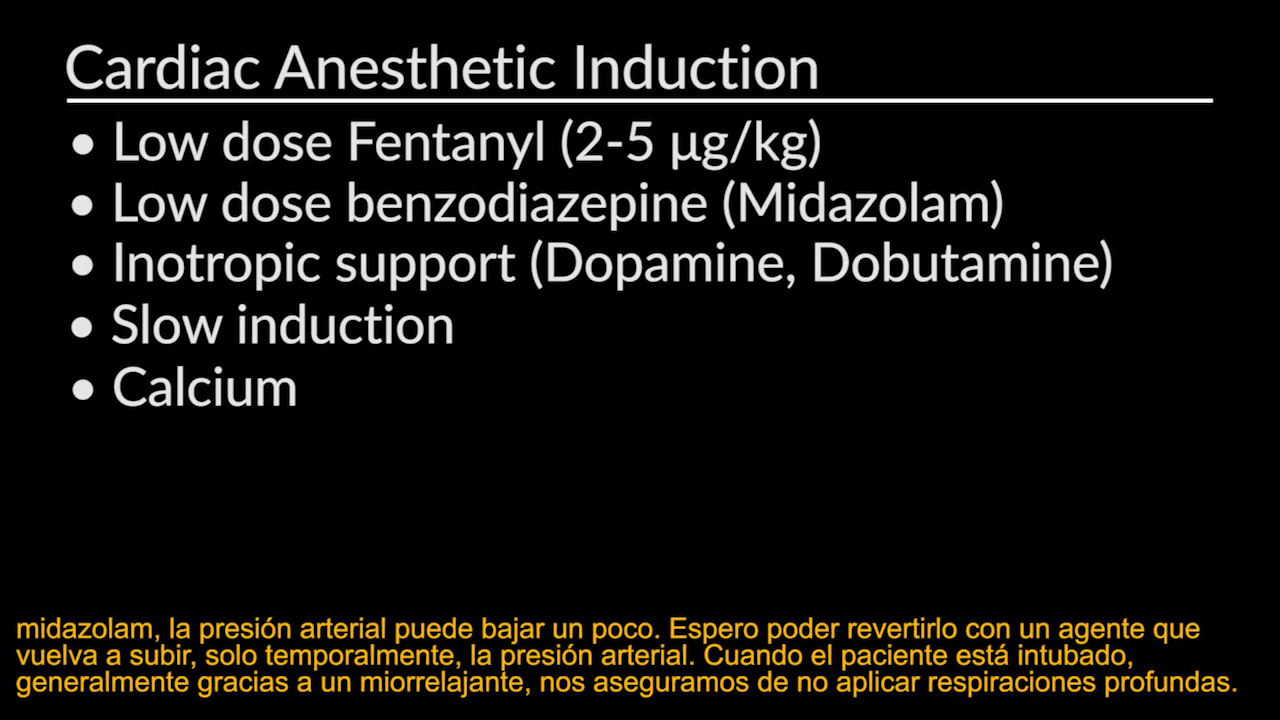 Cardiac Anesthetic Induction
• Low dose Fentanyl (2-5 µg/kg)
• Low dose benzodiazepine (Midazolam)
• Inotropic support (Dopamine, Dobutamine)
• Slow induction
• Calcium
midazolam, la presión arterial puede bajar un poco. Espero poder revertirlo con un agente que
vuelva a subir, solo temporalmente, la presión arterial. Cuando el paciente está intubado,
generalmente gracias a un miorrelajante, nos aseguramos de no aplicar respiraciones profundas.